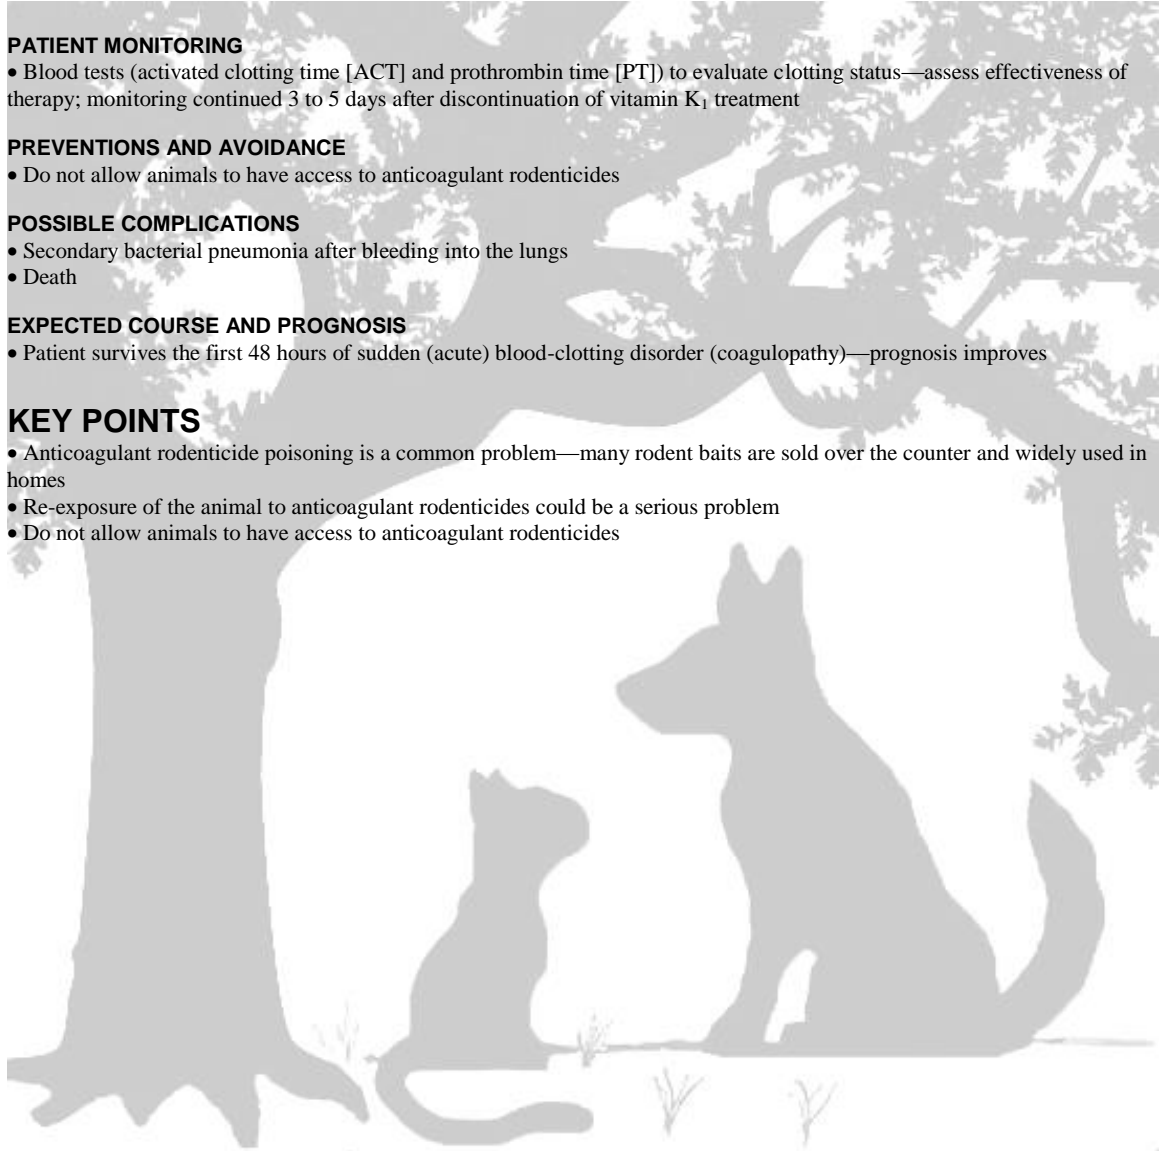 PATIENT MONITORING
• Blood tests (activated clotting time [ACT] and prothrombin time [PT]) to evaluate clotting status—assess effectiveness of
therapy; monitoring continued 3 to 5 days after discontinuation of vitamin K₁ treatment
PREVENTIONS AND AVOIDANCE
• Do not allow animals to have access to anticoagulant rodenticides
POSSIBLE COMPLICATIONS
• Secondary bacterial pneumonia after bleeding into the lungs
• Death
EXPECTED COURSE AND PROGNOSIS
• Patient survives the first 48 hours of sudden (acute) blood-clotting disorder (coagulopathy)—prognosis improves
KEY POINTS
• Anticoagulant rodenticide poisoning is a common problem—many rodent baits are sold over the counter and widely used in
homes
• Re-exposure of the animal to anticoagulant rodenticides could be a serious problem
• Do not allow animals to have access to anticoagulant rodenticides